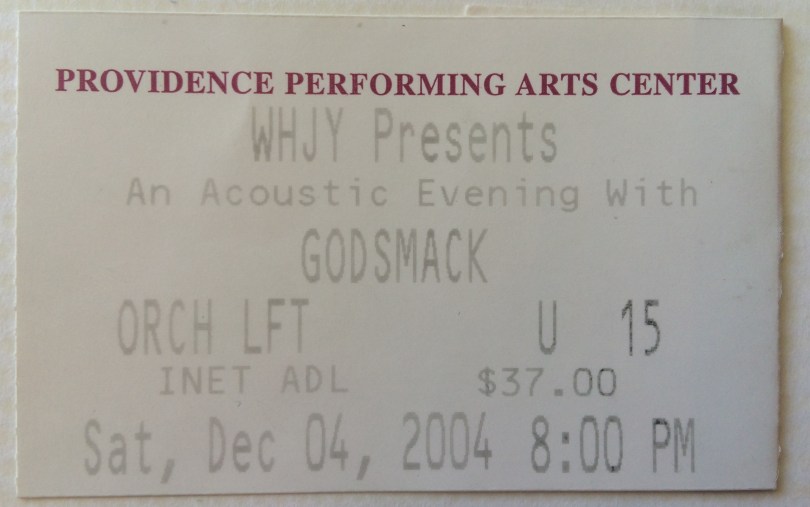 PROVIDENCE PERFORMING ARTS CENTER
WHJY Presents
An Acoustic Evening With
GODSMACK
ORCH LFT U 15
INET ADL $37.00
Sat, Dec 04, 2004 8:00 PM